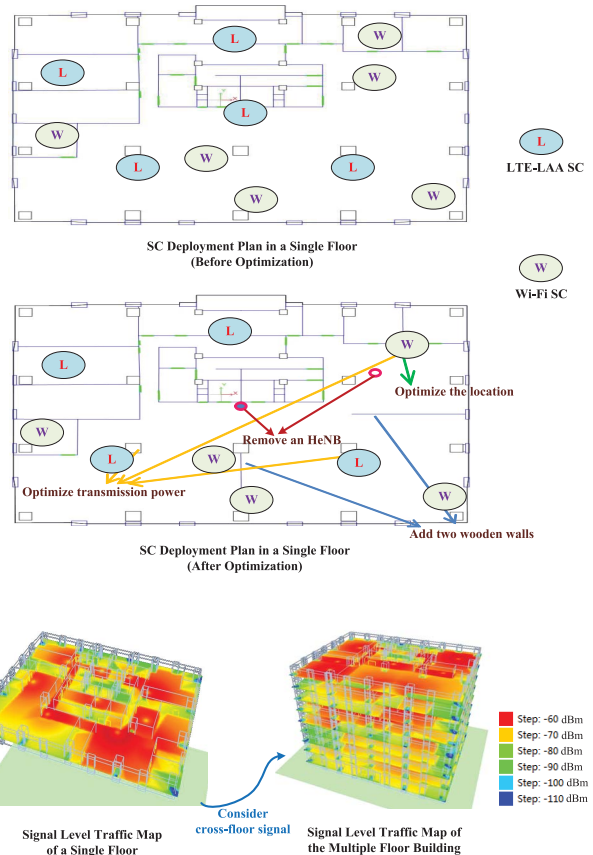 L
W
L
W
L
W
W
L
L
W
W
L
LTE-LAA SC
SC Deployment Plan in a Single Floor
(Before Optimization)
W
Wi-Fi SC
L
W
L
Optimize the location
Remove an HeNB
W
L
W
L
Optimize transmission power
W
W
Add two wooden walls
SC Deployment Plan in a Single Floor
(After Optimization)
Step: -60 dBm
Step: -70 dBm
Step: -80 dBm
Step: -90 dBm
Step: -100 dBm
Step: -110 dBm
Consider
cross-floor signal
Signal Level Traffic Map
of a Single Floor
Signal Level Traffic Map of
the Multiple Floor Building